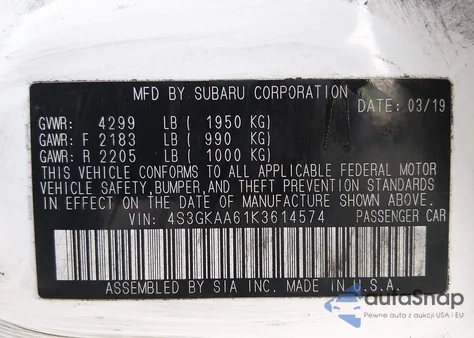 MFD BY SUBARU CORPORATION
DATE: 03/19
GVWR: 4299 LB ( 1950 KG)
GAWR: F 2183 LB ( 990 KG)
GAWR: R 2205 LB ( 1000 KG)
THIS VEHICLE CONFORMS TO ALL APPLICABLE FEDERAL MOTOR
VEHICLE SAFETY,BUMPER,AND THEFT PREVENTION STANDARDS
IN EFFECT ON THE DATE OF MANUFACTURE SHOWN ABOVE.
VIN: 4S3GKAA61K3614574 PASSENGER CAR
ASSEMBLED BY SIA INC. MADE IN U.S.A.
autaSnap
Pewne auta z aukcji USA i EU